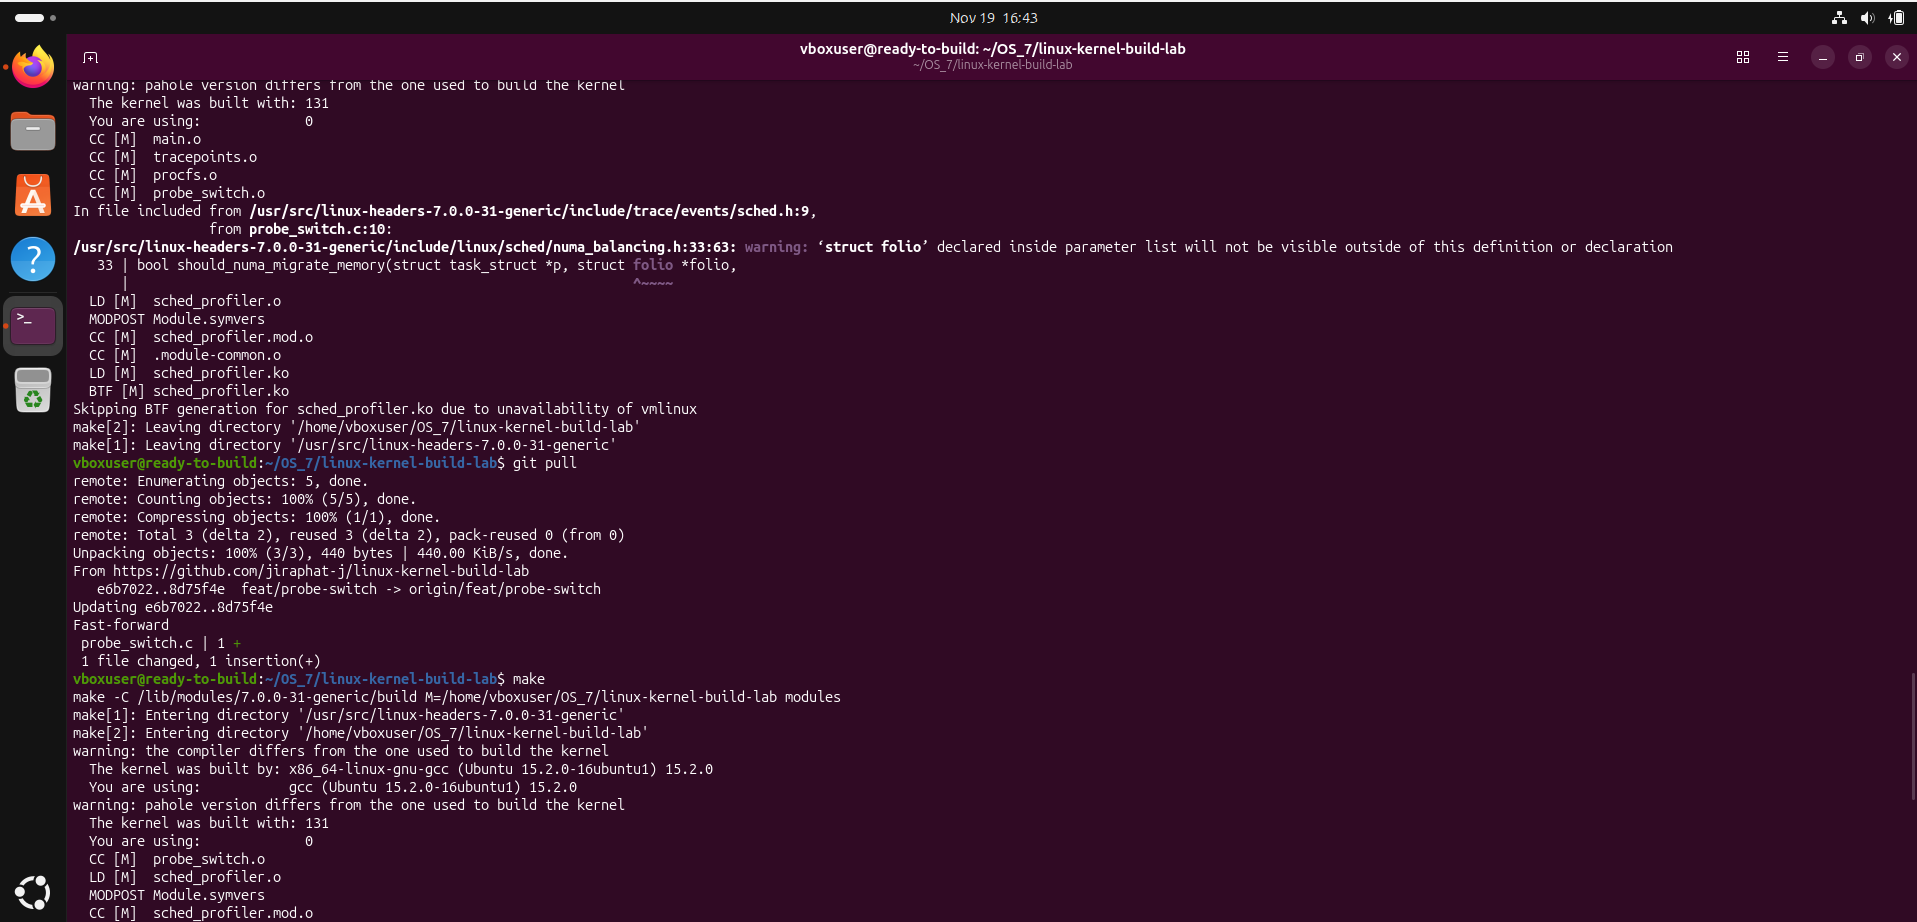 Nov 19 16:43
vboxuser@ready-to-build: ~/OS_7/linux-kernel-build-lab
~/OS_7/linux-kernel-build-lab
warning: pahole version differs from the one used to build the kernel
  The kernel was built with: 131
  You are using:             0
  CC [M]  main.o
  CC [M]  tracepoints.o
  CC [M]  procfs.o
  CC [M]  probe_switch.o
In file included from /usr/src/linux-headers-7.0.0-31-generic/include/trace/events/sched.h:9,
                 from probe_switch.c:10:
/usr/src/linux-headers-7.0.0-31-generic/include/linux/sched/numa_balancing.h:33:63: warning: ‘struct folio’ declared inside parameter list will not be visible outside of this definition or declaration
   33 | bool should_numa_migrate_memory(struct task_struct *p, struct folio *folio,
      |                                                               ^~~~~
  LD [M]  sched_profiler.o
  MODPOST Module.symvers
  CC [M]  sched_profiler.mod.o
  CC [M]  .module-common.o
  LD [M]  sched_profiler.ko
  BTF [M] sched_profiler.ko
Skipping BTF generation for sched_profiler.ko due to unavailability of vmlinux
make[2]: Leaving directory '/home/vboxuser/OS_7/linux-kernel-build-lab'
make[1]: Leaving directory '/usr/src/linux-headers-7.0.0-31-generic'
vboxuser@ready-to-build:~/OS_7/linux-kernel-build-lab$ git pull
remote: Enumerating objects: 5, done.
remote: Counting objects: 100% (5/5), done.
remote: Compressing objects: 100% (1/1), done.
remote: Total 3 (delta 2), reused 3 (delta 2), pack-reused 0 (from 0)
Unpacking objects: 100% (3/3), 440 bytes | 440.00 KiB/s, done.
From https://github.com/jiraphat-j/linux-kernel-build-lab
   e6b7022..8d75f4e  feat/probe-switch -> origin/feat/probe-switch
Updating e6b7022..8d75f4e
Fast-forward
 probe_switch.c | 1 +
 1 file changed, 1 insertion(+)
vboxuser@ready-to-build:~/OS_7/linux-kernel-build-lab$ make
make -C /lib/modules/7.0.0-31-generic/build M=/home/vboxuser/OS_7/linux-kernel-build-lab modules
make[1]: Entering directory '/usr/src/linux-headers-7.0.0-31-generic'
make[2]: Entering directory '/home/vboxuser/OS_7/linux-kernel-build-lab'
warning: the compiler differs from the one used to build the kernel
  The kernel was built by: x86_64-linux-gnu-gcc (Ubuntu 15.2.0-16ubuntu1) 15.2.0
  You are using:           gcc (Ubuntu 15.2.0-16ubuntu1) 15.2.0
warning: pahole version differs from the one used to build the kernel
  The kernel was built with: 131
  You are using:             0
  CC [M]  probe_switch.o
  LD [M]  sched_profiler.o
  MODPOST Module.symvers
  CC [M]  sched_profiler.mod.o